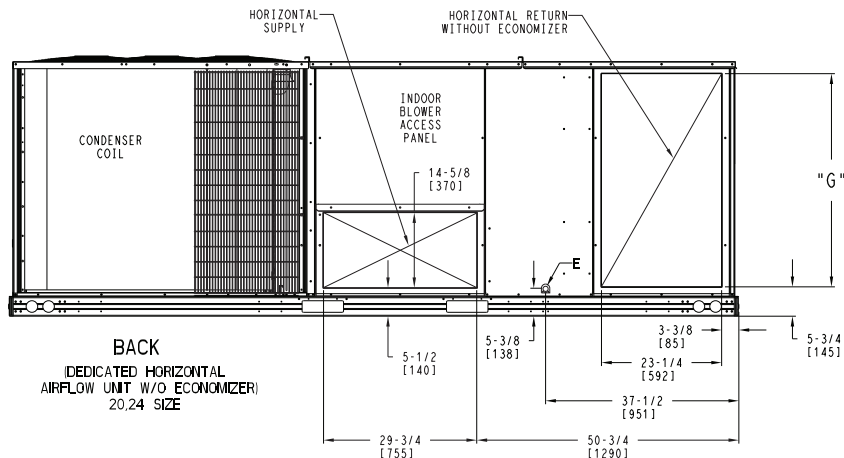 HORIZONTAL
SUPPLY
HORIZONTAL RETURN
WITHOUT ECONOMIZER
CONDENSER
COIL
INDOOR
BLOWER
ACCESS
PANEL
14-5/8
[370]
"G"
E
5-1/2
[140]
5-3/8
[138]
3-3/8
[85]
5-3/4
[145]
23-1/4
[592]
37-1/2
[951]
29-3/4
[755]
50-3/4
[1290]
BACK
(DEDICATED HORIZONTAL
AIRFLOW UNIT W/O ECONOMIZER)
20,24 SIZE